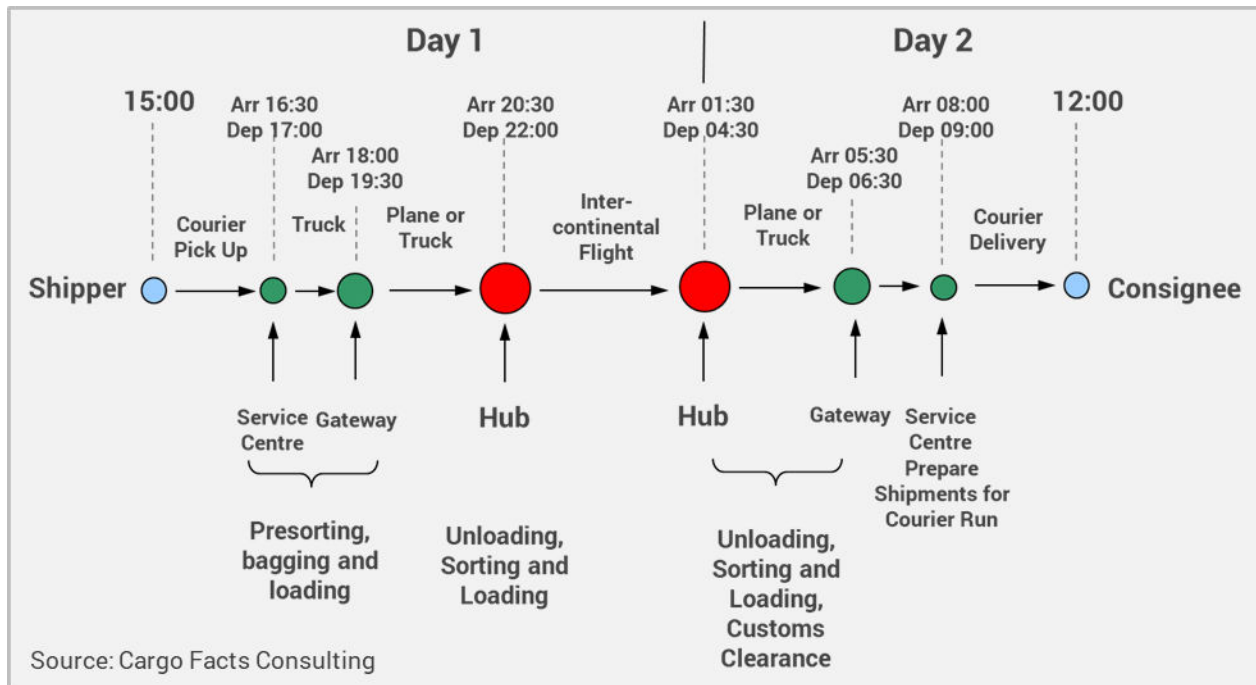 Day 1
Day 2
15:00
Arr 16:30
Dep 17:00
Arr 18:00
Dep 19:30
Arr 20:30
Dep 22:00
Arr 01:30
Dep 04:30
Arr 05:30
Dep 06:30
Arr 08:00
Dep 09:00
12:00
Courier
Pick Up
Truck
Plane or
Truck
Inter-
continental
Flight
Plane or
Truck
Courier
Delivery
Shipper
Consignee
Service
Centre
Gateway
Hub
Hub
Gateway
Service
Centre
Prepare
Shipments for
Courier Run
Presorting,
bagging and
loading
Unloading,
Sorting and
Loading
Unloading,
Sorting and
Loading,
Customs
Clearance
Source: Cargo Facts Consulting